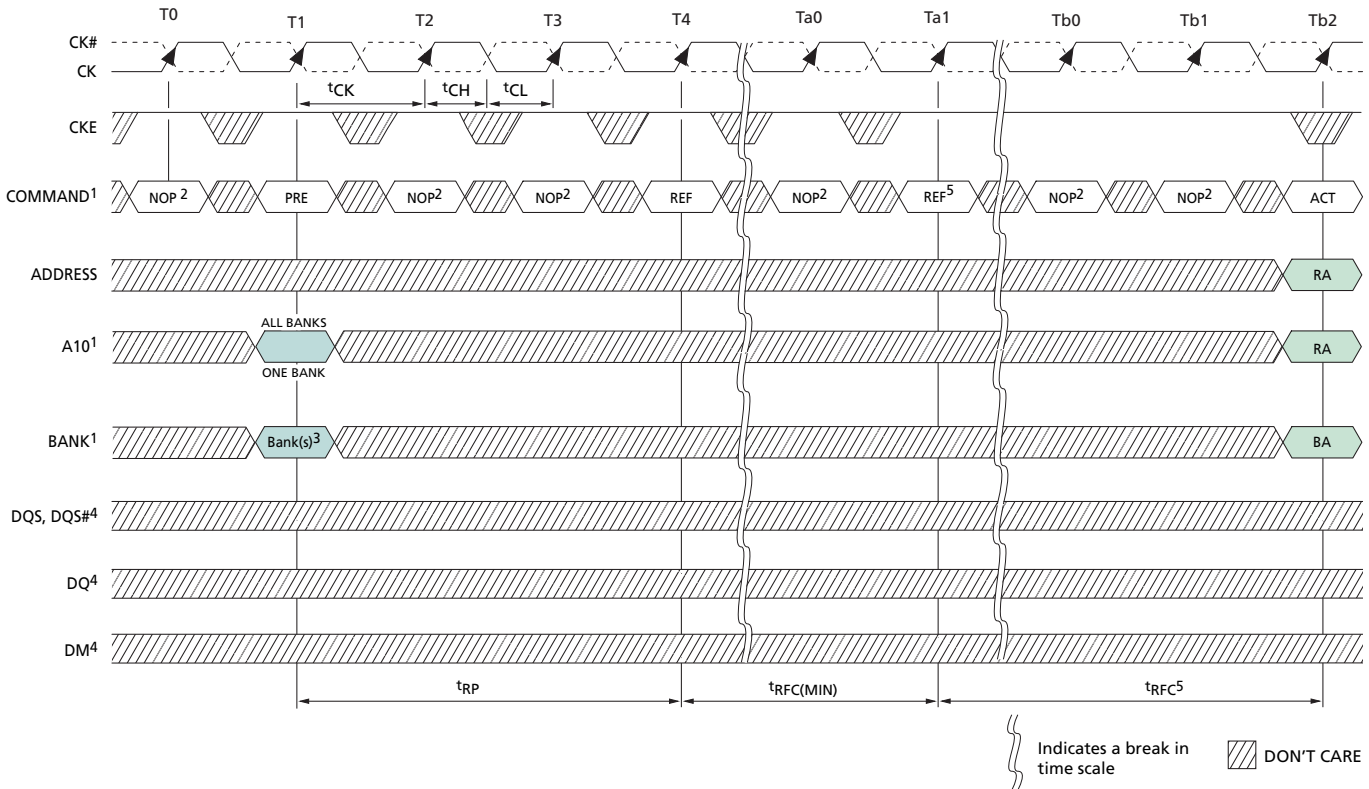 T0 T1 T2 T3 T4 Ta0 Ta1 Tb0 Tb1 Tb2
CK#
CK
tCK tCH tCL
CKE
COMMAND1 NOP 2 PRE NOP2 NOP2 REF NOP2 REF5 NOP2 NOP2 ACT
ADDRESS RA
ALL BANKS
A101 RA
ONE BANK
BANK1 Bank(s)3 BA
DQS, DQS#4
DQ4
DM4
tRP tRFC(MIN) tRFC5
Indicates a break in
time scale
DON'T CARE